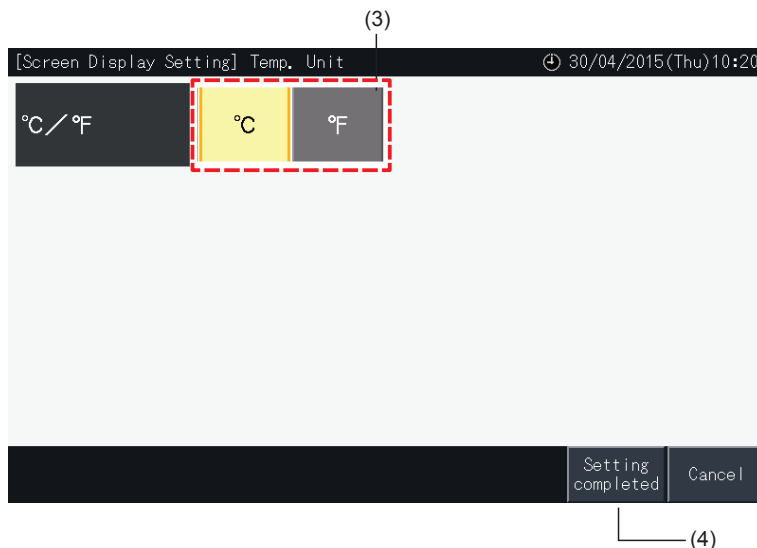 (3)
[Screen Display Setting] Temp. Unit 30/04/2015(Thu)10:20
℃/℉ ℃ ℉
Setting
completed
Cancel
(4)